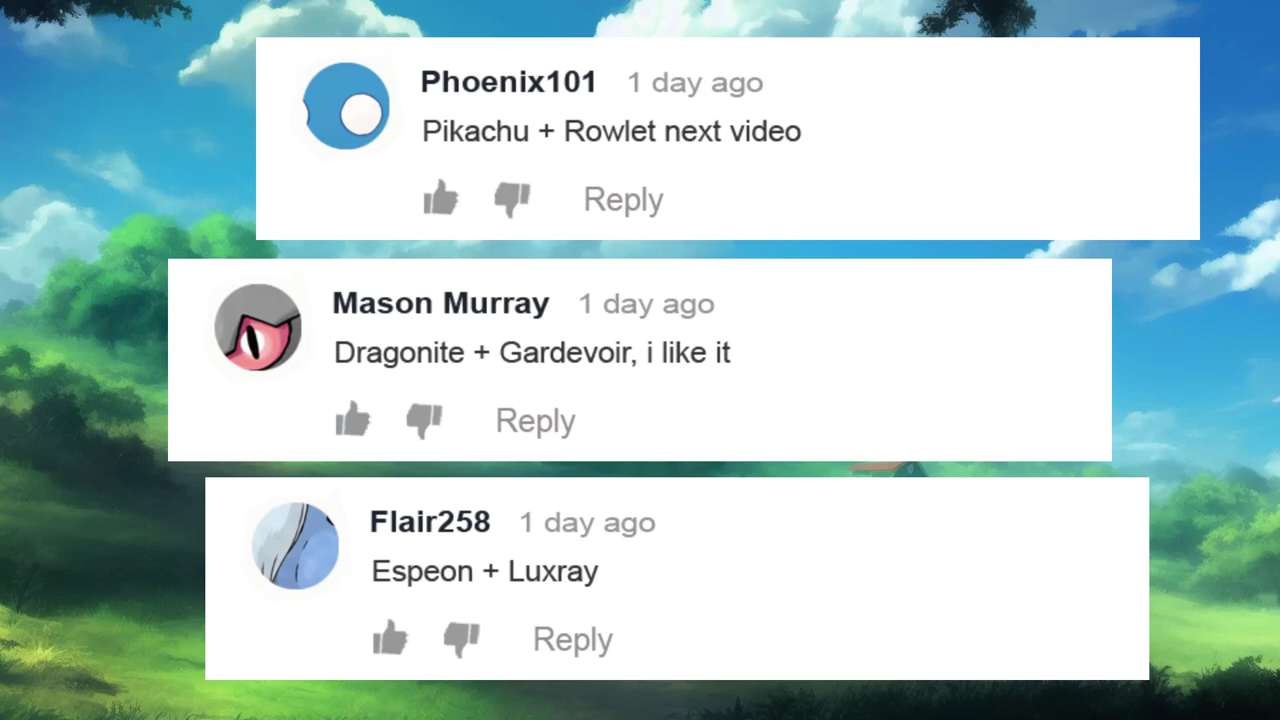 Phoenix101 1 day ago
Pikachu + Rowlet next video
Reply
Mason Murray 1 day ago
Dragonite + Gardevoir, i like it
Reply
Flair258 1 day ago
Espeon + Luxray
Reply